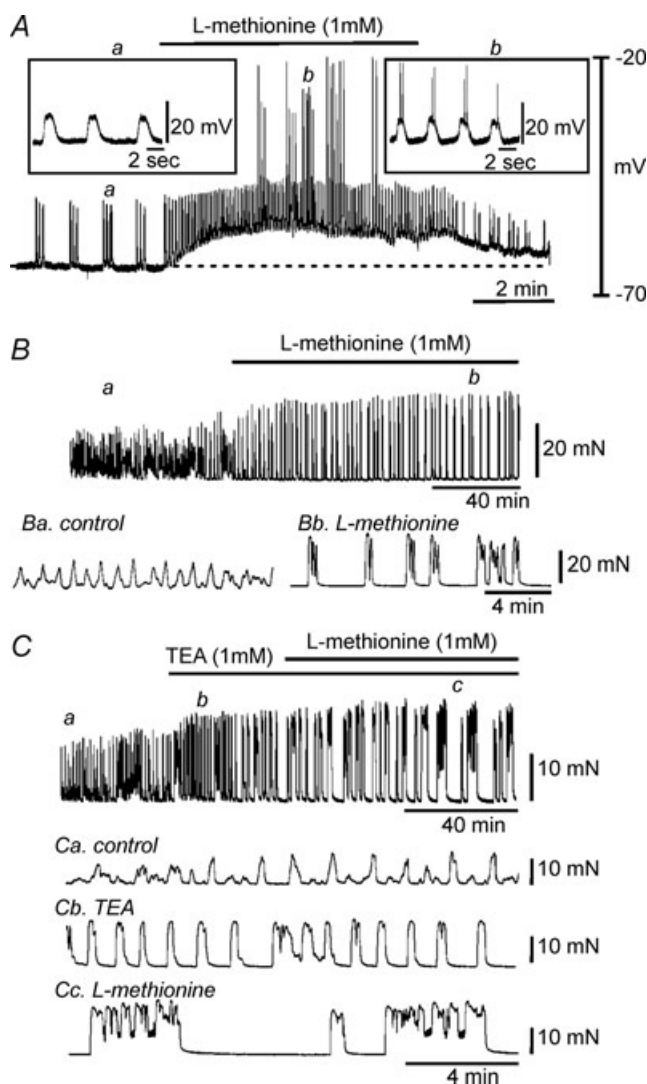 A
L-methionine (1mM)
a
b
b
-20
20 mV
2 sec
20 mV
2 sec
mV
a
2 min
-70
B
L-methionine (1mM)
a
b
20 mN
40 min
Ba. control
Bb. L-methionine
20 mN
4 min
C
L-methionine (1mM)
TEA (1mM)
a
b
c
10 mN
40 min
Ca. control
10 mN
Cb. TEA
10 mN
Cc. L-methionine
10 mN
4 min